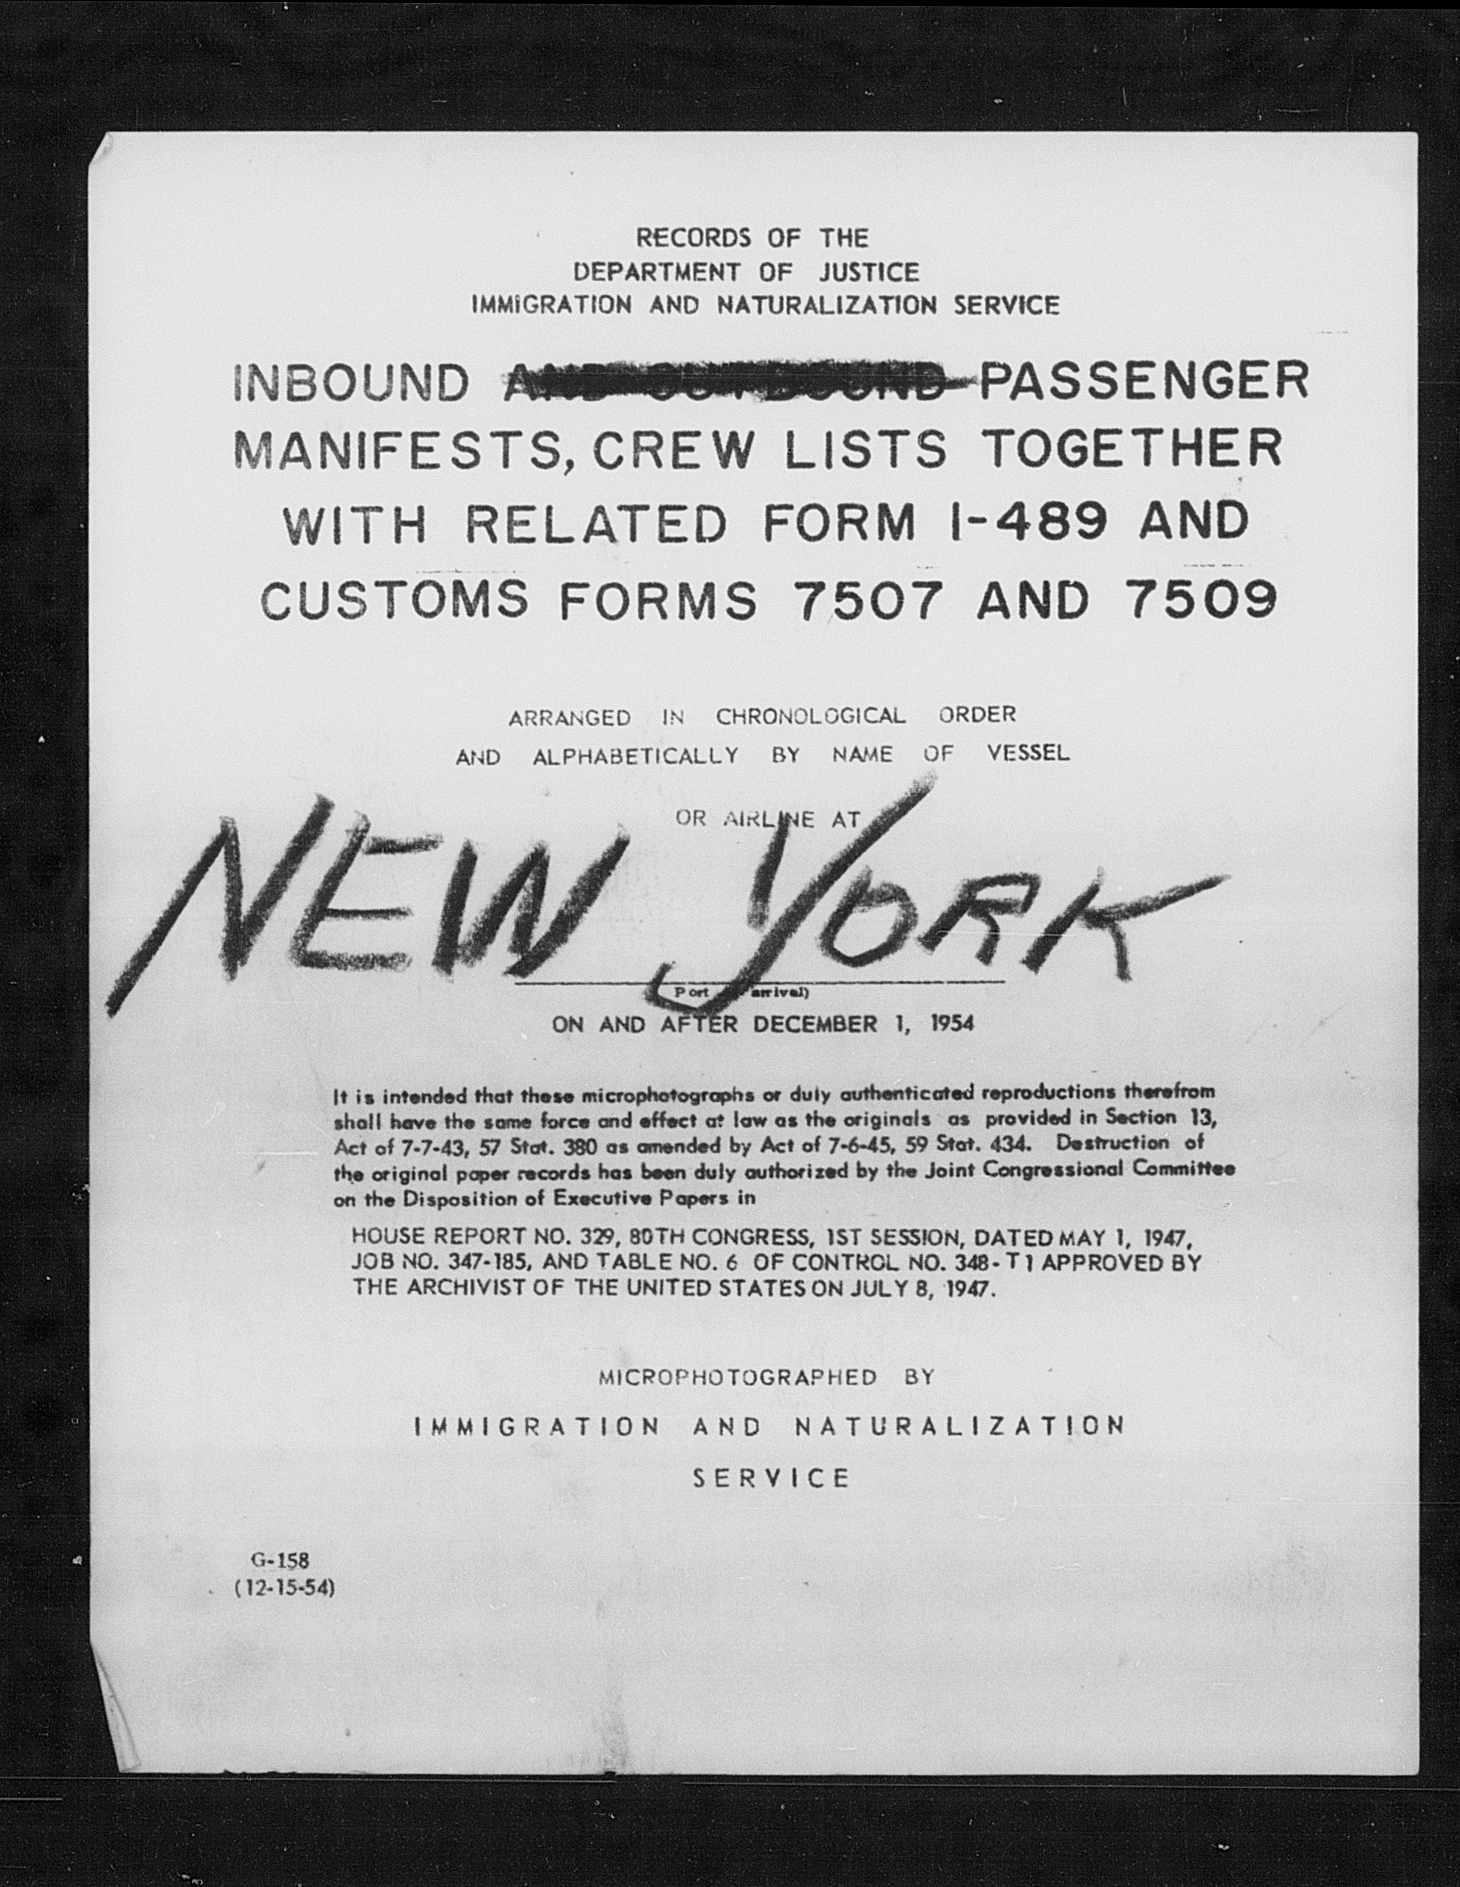 RECORDS OF THE
DEPARTMENT OF JUSTICE
IMMIGRATION AND NATURALIZATION SERVICE
INBOUND AND OUTBOUND PASSENGER
MANIFESTS, CREW LISTS TOGETHER
WITH RELATED FORM I-489 AND
CUSTOMS FORMS 7507 AND 7509
ARRANGED IN CHRONOLOGICAL ORDER
AND ALPHABETICALLY BY NAME OF VESSEL
OR AIRLINE AT
NEW YORK
(Port of arrival)
ON AND AFTER DECEMBER 1, 1954
It is intended that these microphotographs or duly authenticated reproductions therefrom
shall have the same force and effect at law as the originals as provided in Section 13,
Act of 7-7-43, 57 Stat. 380 as amended by Act of 7-6-45, 59 Stat. 434. Destruction of
the original paper records has been duly authorized by the Joint Congressional Committee
on the Disposition of Executive Papers in
HOUSE REPORT NO. 329, 80TH CONGRESS, 1ST SESSION, DATED MAY 1, 1947,
JOB NO. 347-185, AND TABLE NO. 6 OF CONTROL NO. 348-T1 APPROVED BY
THE ARCHIVIST OF THE UNITED STATES ON JULY 8, 1947.
MICROPHOTOGRAPHED BY
IMMIGRATION AND NATURALIZATION
SERVICE
G-158
(12-15-54)